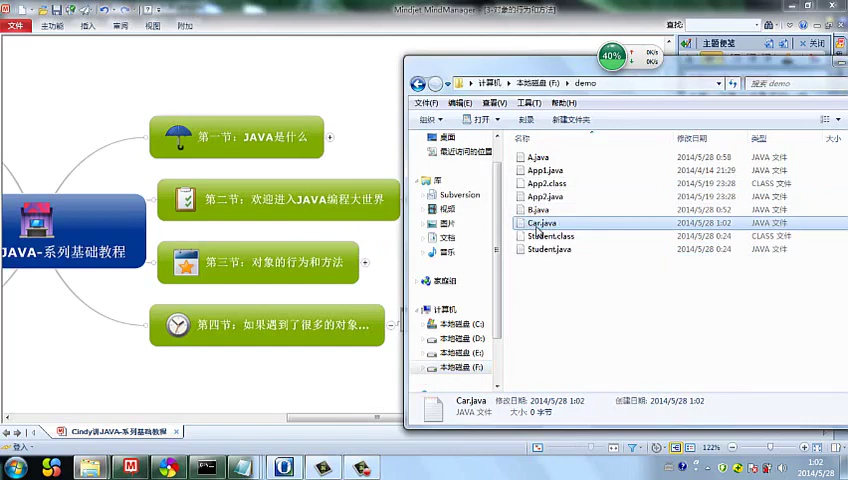 Mindjet MindManager - [3-对象的行为和方法]
文件
主功能
插入
审阅
视图
附加
查找:
主题便笺
关闭
40%
0K/s
0K/s
第一节：JAVA是什么
第二节：欢迎进入JAVA编程大世界
JAVA-系列基础教程
第三节：对象的行为和方法
第四节：如果遇到了很多的对象...
计算机
本地磁盘 (F:)
demo
搜索 demo
文件(F)
编辑(E)
查看(V)
工具(T)
帮助(H)
组织
打开
刻录
新建文件夹
桌面
最近访问的位置
库
Subversion
视频
图片
文档
音乐
家庭组
计算机
本地磁盘 (C:)
本地磁盘 (D:)
本地磁盘 (E:)
本地磁盘 (F:)
名称 修改日期 类型
A.java 2014/5/28 0:58 JAVA 文件
App1.java 2014/4/14 21:29 JAVA 文件
App2.class 2014/5/19 23:28 CLASS 文件
App2.java 2014/5/19 23:28 JAVA 文件
B.java 2014/5/28 0:52 JAVA 文件
Car.java 2014/5/28 1:02 JAVA 文件
Student.class 2014/5/28 0:24 CLASS 文件
Student.java 2014/5/28 0:24 JAVA 文件
Car.java 修改日期: 2014/5/28 1:02 创建日期: 2014/5/28 1:02
JAVA 文件 大小: 0 字节
Cindy讲JAVA-系列基础教程
登入
122%
1:02
2014/5/28